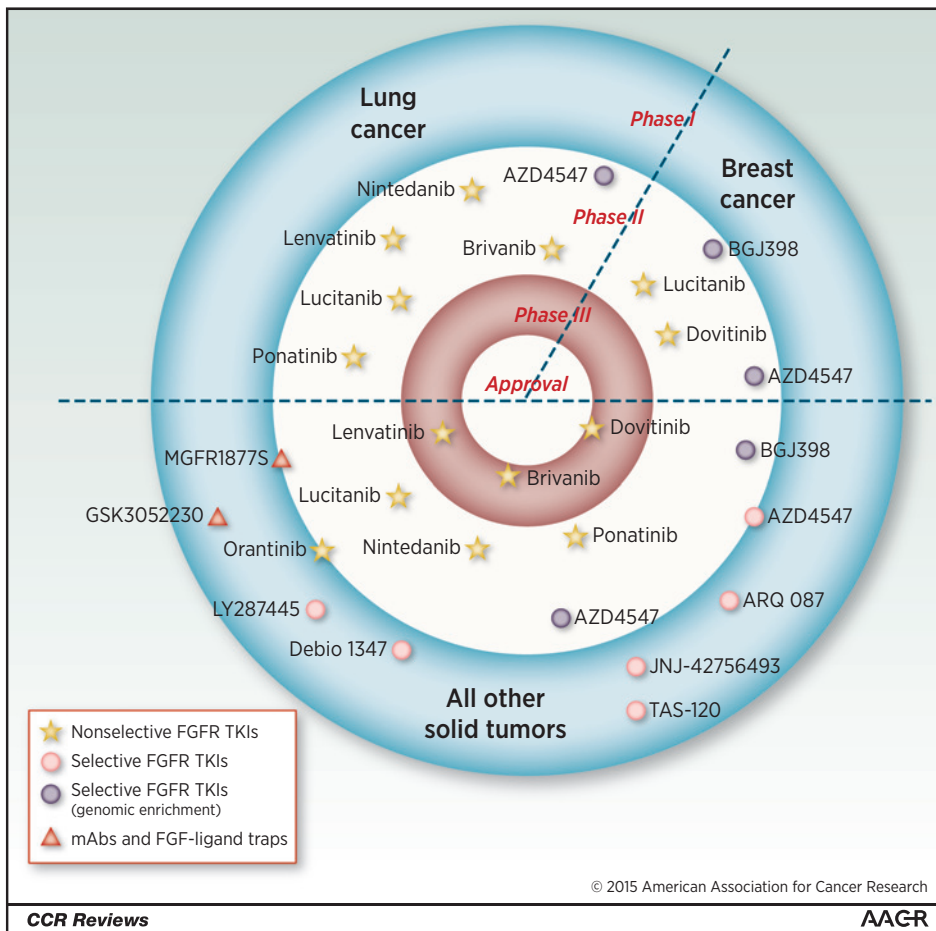 Lung
cancer
Phase I
Breast
cancer
AZD4547
Nintedanib
Phase II
Lenvatinib
Brivanib
BGJ398
Lucitanib
Lucitanib
Phase III
Dovitinib
Ponatinib
Approval
AZD4547
Lenvatinib
Dovitinib
MGFR1877S
BGJ398
Brivanib
Lucitanib
GSK3052230
AZD4547
Orantinib
Nintedanib
Ponatinib
LY287445
ARQ 087
AZD4547
Debio 1347
JNJ-42756493
All other
solid tumors
TAS-120
Nonselective FGFR TKIs
Selective FGFR TKIs
Selective FGFR TKIs
(genomic enrichment)
mAbs and FGF-ligand traps
© 2015 American Association for Cancer Research
CCR Reviews
AACR